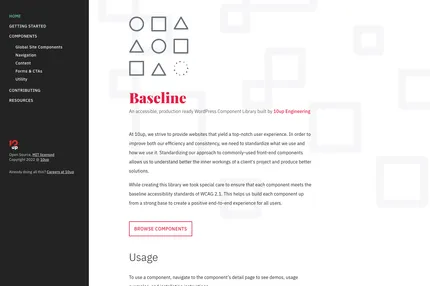 HOME
GETTING STARTED
COMPONENTS
Global Site Components
Navigation
Content
Forms & CTAs
Utility
CONTRIBUTING
RESOURCES
10up
Open-Source, MIT licensed
Copyright 2022 © 10up
Already doing all this? Careers at 10up
Baseline
An accessible, production ready WordPress Component Library built by 10up Engineering
At 10up, we strive to provide websites that yield a top-notch user experience. In order to
improve both our efficiency and consistency, we need to standardize what we use and
how we use it. Standardizing our approach to commonly-used front-end components
allows us to understand better the inner workings of a client's project and produce better
solutions.
While creating this library we took special care to ensure that each component meets the
baseline accessibility standards of WCAG 2.1. This helps us build each component up
from a strong base to create a positive end-to-end experience for all users.
BROWSE COMPONENTS
Usage
To use a component, navigate to the component's detail page to see demos, usage